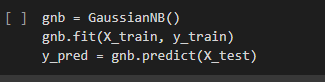 [ ] gnb = GaussianNB()
gnb.fit(X_train, y_train)
y_pred = gnb.predict(X_test)